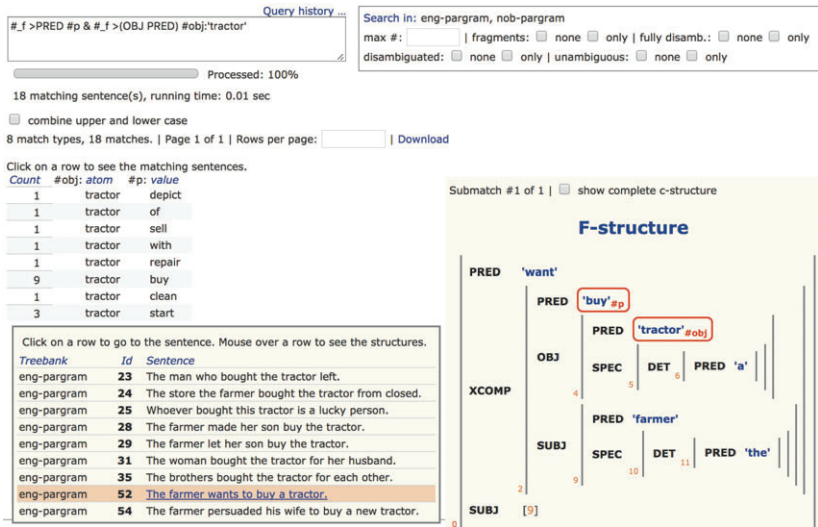 Query history ...
#_f >PRED #p & #_f >(OBJ PRED) #obj:'tractor'
Processed: 100%
18 matching sentence(s), running time: 0.01 sec
combine upper and lower case
8 match types, 18 matches. | Page 1 of 1 | Rows per page: | Download
Search in: eng-pargram, nob-pargram
max #: | fragments: none only | fully disamb.: none only
disambiguated: none only | unambiguous: none only
Click on a row to see the matching sentences.
Count #obj: atom #p: value
1 tractor depict
1 tractor of
1 tractor sell
1 tractor with
1 tractor repair
9 tractor buy
1 tractor clean
3 tractor start
Click on a row to go to the sentence. Mouse over a row to see the structures.
Treebank Id Sentence
eng-pargram 23 The man who bought the tractor left.
eng-pargram 24 The store the farmer bought the tractor from closed.
eng-pargram 25 Whoever bought this tractor is a lucky person.
eng-pargram 28 The farmer made her son buy the tractor.
eng-pargram 29 The farmer let her son buy the tractor.
eng-pargram 31 The woman bought the tractor for her husband.
eng-pargram 35 The brothers bought the tractor for each other.
eng-pargram 52 The farmer wants to buy a tractor.
eng-pargram 54 The farmer persuaded his wife to buy a new tractor.
Submatch #1 of 1 | show complete c-structure
F-structure
PRED 'want'
PRED 'buy'#p
PRED 'tractor'#obj
OBJ
SPEC DET PRED 'a'
6
5
4
XCOMP
PRED 'farmer'
SUBJ SPEC DET PRED 'the'
11
10
9
2
SUBJ [9]
0